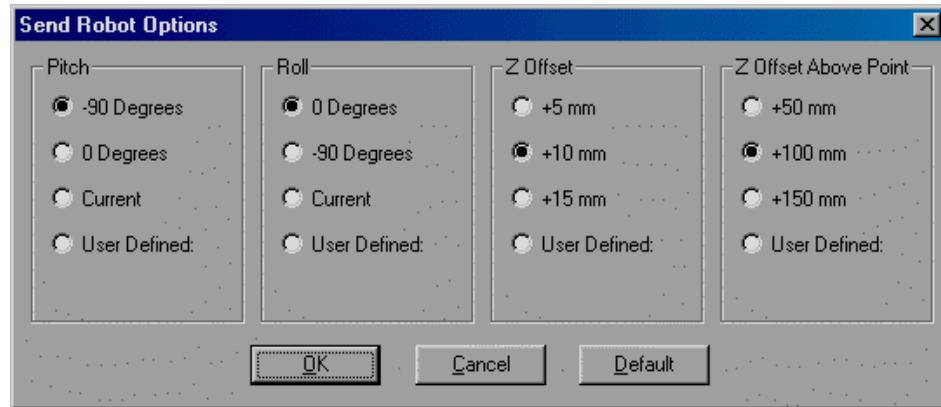 Send Robot Options
Pitch
-90 Degrees
0 Degrees
Current
User Defined:
Roll
0 Degrees
-90 Degrees
Current
User Defined:
Z Offset
+5 mm
+10 mm
+15 mm
User Defined:
Z Offset Above Point
+50 mm
+100 mm
+150 mm
User Defined:
OK
Cancel
Default